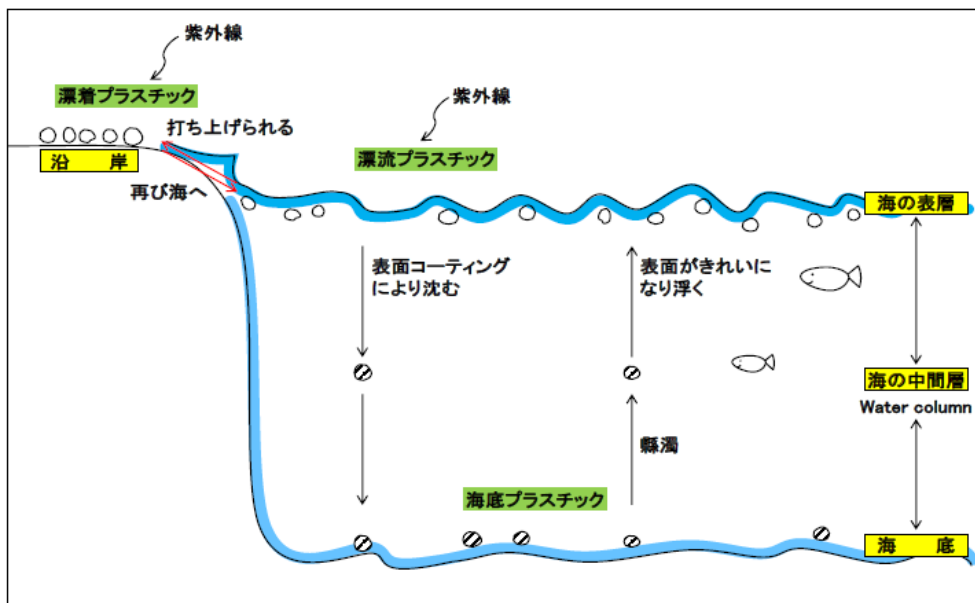 紫外線
漂着プラスチック
打ち上げられる
沿　岸
再び海へ
紫外線
漂流プラスチック
海の表層
表面コーティング
により沈む
表面がきれいに
なり浮く
海の中間層
Water column
縣濁
海底プラスチック
海　底